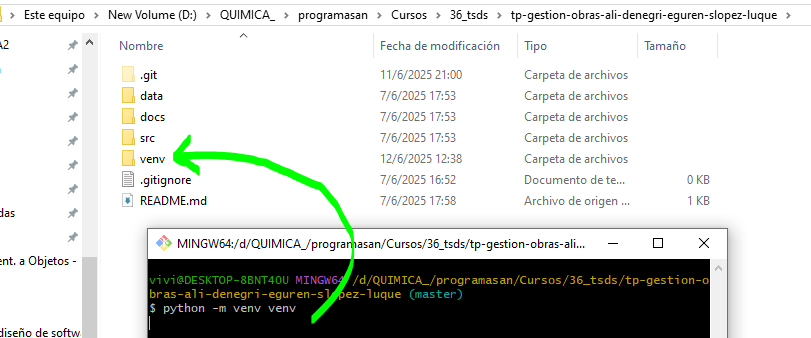 Este equipo > New Volume (D:) > QUIMICA_ > programasan > Cursos > 36_tsds > tp-gestion-obras-ali-denegri-eguren-slopez-luque >
Nombre Fecha de modificación Tipo Tamaño
A2
.git 11/6/2025 21:00 Carpeta de archivos
data 7/6/2025 17:53 Carpeta de archivos
docs 7/6/2025 17:53 Carpeta de archivos
src 7/6/2025 17:53 Carpeta de archivos
venv 12/6/2025 12:38 Carpeta de archivos
.gitignore 7/6/2025 16:52 Documento de te... 0 KB
README.md 7/6/2025 17:58 Archivo de origen ... 1 KB
das
ent. a Objetos -
diseño de softwa
MINGW64:/d/QUIMICA_/programasan/Cursos/36_tsds/tp-gestion-obras-ali...
vivi@DESKTOP-8BNT4OU MINGW64 /d/QUIMICA_/programasan/Cursos/36_tsds/tp-gestion-o
bras-ali-denegri-eguren-slopez-luque (master)
$ python -m venv venv